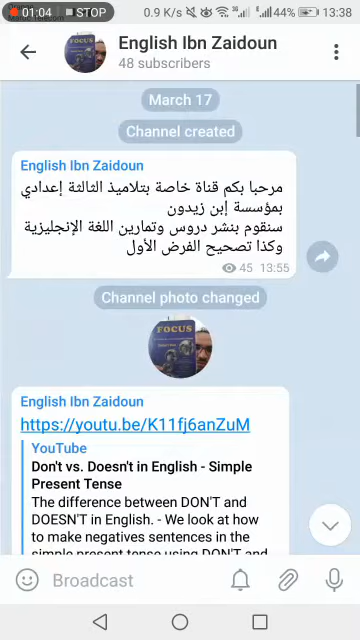 01:04 STOP 0.9 K/s 44% 13:38
English Ibn Zaidoun
48 subscribers
March 17
Channel created
English Ibn Zaidoun
مرحبا بكم قناة خاصة بتلاميذ الثالثة إعدادي
بمؤسسة إبن زيدون
سنقوم بنشر دروس وتمارين اللغة الإنجليزية
وكذا تصحيح الفرض الأول
45 13:55
Channel photo changed
FOCUS
English Ibn Zaidoun
https://youtu.be/K11fj6anZuM
YouTube
Don't vs. Doesn't in English - Simple
Present Tense
The difference between DON'T and
DOESN'T in English. - We look at how
to make negatives sentences in the
simple present tense using DON'T and
Broadcast